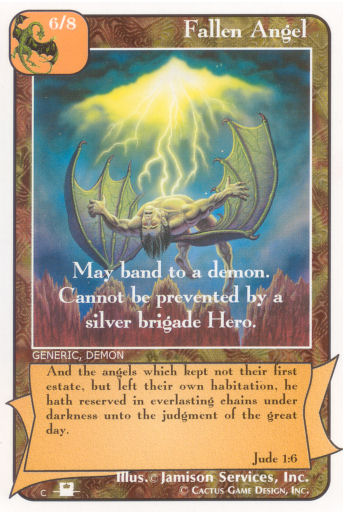 6/8
Fallen Angel
May band to a demon.
Cannot be prevented by a
silver brigade Hero.
GENERIC, DEMON
And the angels which kept not their first
estate, but left their own habitation, he
hath reserved in everlasting chains under
darkness unto the judgment of the great
day.
Jude 1:6
Illus.© Jamison Services, Inc.
C © Cactus Game Design, Inc.